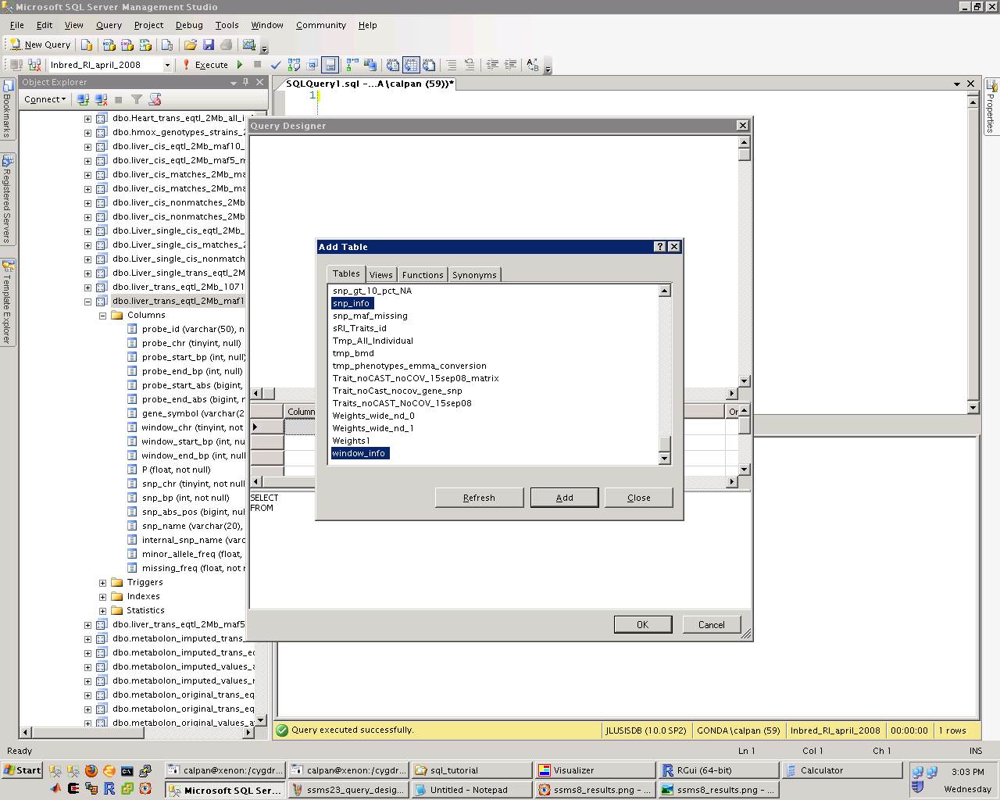 Microsoft SQL Server Management Studio
File Edit View Query Project Debug Tools Window Community Help
New Query
Inbred_RI_april_2008 Execute
Object Explorer
SQLQuery1.sql -...A\calpan (59))*
Connect
1
Bookmarks
Registered Servers
Template Explorer
Properties
dbo.Heart_trans_eqtl_2Mb_all_i
dbo.hmox_genotypes_strains_2
dbo.liver_cis_eqtl_2Mb_maf10_
dbo.liver_cis_eqtl_2Mb_maf5_m
dbo.liver_cis_matches_2Mb_ma
dbo.liver_cis_matches_2Mb_ma
dbo.liver_cis_nonmatches_2Mb
dbo.liver_cis_nonmatches_2Mb
dbo.Liver_single_cis_eqtl_2Mb_
dbo.Liver_single_cis_matches_2
dbo.Liver_single_cis_nonmatch
dbo.Liver_single_trans_eqtl_2M
dbo.liver_trans_eqtl_2Mb_1071
dbo.liver_trans_eqtl_2Mb_maf1
Columns
probe_id (varchar(50), n
probe_chr (tinyint, null)
probe_start_bp (int, null)
probe_end_bp (int, null)
probe_start_abs (bigint,
probe_end_abs (bigint, r
gene_symbol (varchar(2
window_chr (tinyint, not
window_start_bp (int, not
window_end_bp (int, not
P (float, not null)
snp_chr (tinyint, not null
snp_bp (int, not null)
snp_abs_pos (bigint, nul
snp_name (varchar(20),
internal_snp_name (varc
minor_allele_freq (float,
missing_freq (float, not r
Triggers
Indexes
Statistics
dbo.liver_trans_eqtl_2Mb_maf5
dbo.metabolon_imputed_trans_
dbo.metabolon_imputed_trans_eq
dbo.metabolon_imputed_values_a
dbo.metabolon_imputed_values_r
dbo.metabolon_original_trans_eq
dbo.metabolon_original_trans_eq
dbo.metabolon_original_values_a
Query Designer
Column
Or
SELECT
FROM
OK Cancel
Add Table
Tables Views Functions Synonyms
snp_gt_10_pct_NA
snp_info
snp_maf_missing
sRI_Traits_id
Tmp_All_Individual
tmp_bmd
tmp_phenotypes_emma_conversion
Trait_noCAST_noCOV_15sep08_matrix
Trait_noCast_nocov_gene_snp
Traits_noCAST_NoCOV_15sep08
Weights_wide_nd_0
Weights_wide_nd_1
Weights1
window_info
Refresh Add Close
Query executed successfully. JLUSISDB (10.0 SP2) GONDA\calpan (59) Inbred_RI_april_2008 00:00:00 1 rows
Ready Ln 1 Col 1 Ch 1 INS
Start calpan@xenon:/cygdr... calpan@xenon:/cygdr... sql_tutorial Visualizer RGui (64-bit) Calculator 3:03 PM
Microsoft SQL Ser... ssms23_query_desig... Untitled - Notepad ssms8_results.png - ... ssms8_results.png - ... Wednesday